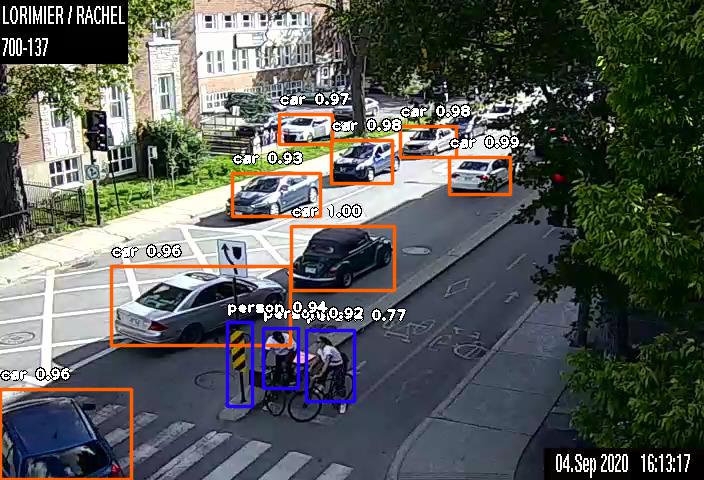 LORIMIER / RACHEL
700-137
car 0.97
car 0.98
car 0.98
car 0.99
car 0.93
car 1.00
car 0.96
person 0.94
0.92
0.77
car 0.96
04.Sep 2020 16:13:17